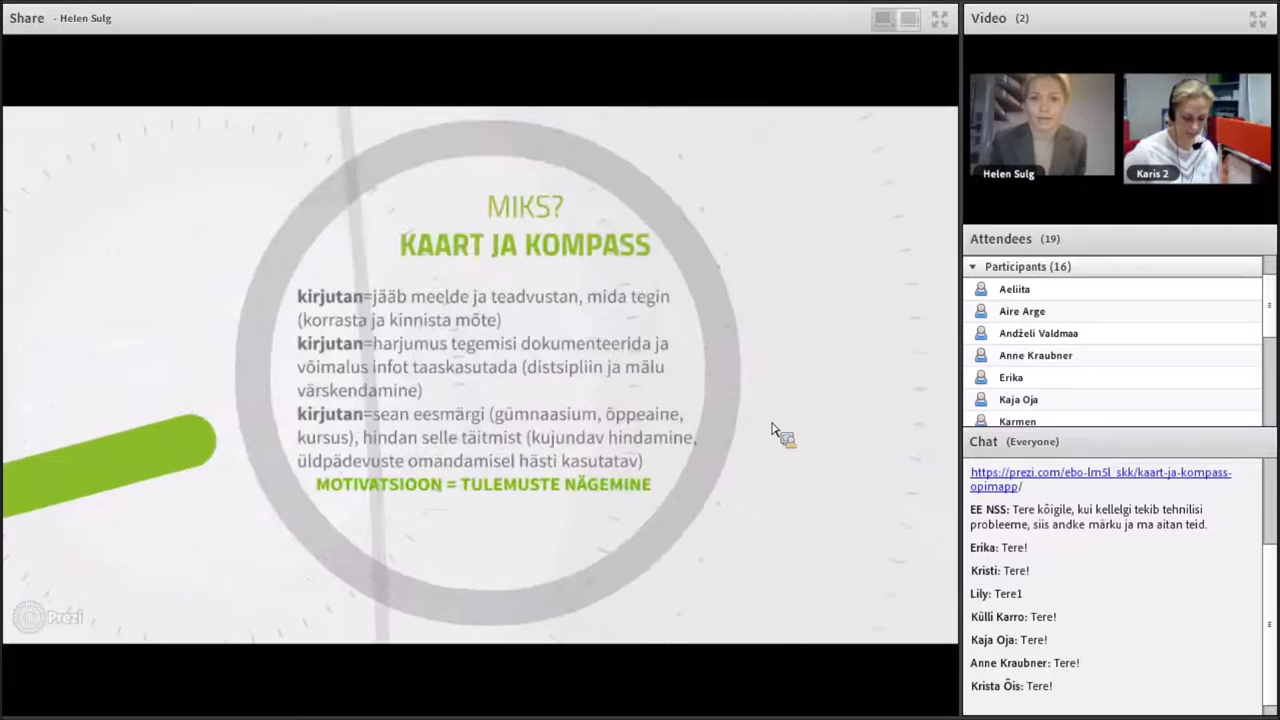 Share - Helen Sulg
MIKS?
KAART JA KOMPASS
kirjutan=jääb meelde ja teadvustan, mida tegin
(korrasta ja kinnista mõte)
kirjutan=harjumus tegemisi dokumenteerida ja
võimalus infot taaskasutada (distsipliin ja mälu
värskendamine)
kirjutan=sean eesmärgi (gümnaasium, õppeaine,
kursus), hindan selle täitmist (kujundav hindamine,
üldpädevuste omandamisel hästi kasutatav)
MOTIVATSIOON = TULEMUSTE NÄGEMINE
Prezi
Video (2)
Helen Sulg
Karis 2
Attendees (19)
Participants (16)
Aeliita
Aire Arge
Andželi Valdmaa
Anne Kraubner
Erika
Kaja Oja
Karmen
Chat (Everyone)
https://prezi.com/ebo-lm5l_skk/kaart-ja-kompass-
opimapp/
EE NSS: Tere kõigile, kui kellelgi tekib tehnilisi
probleeme, siis andke märku ja ma aitan teid.
Erika: Tere!
Kristi: Tere!
Lily: Tere1
Külli Karro: Tere!
Kaja Oja: Tere!
Anne Kraubner: Tere!
Krista Õis: Tere!